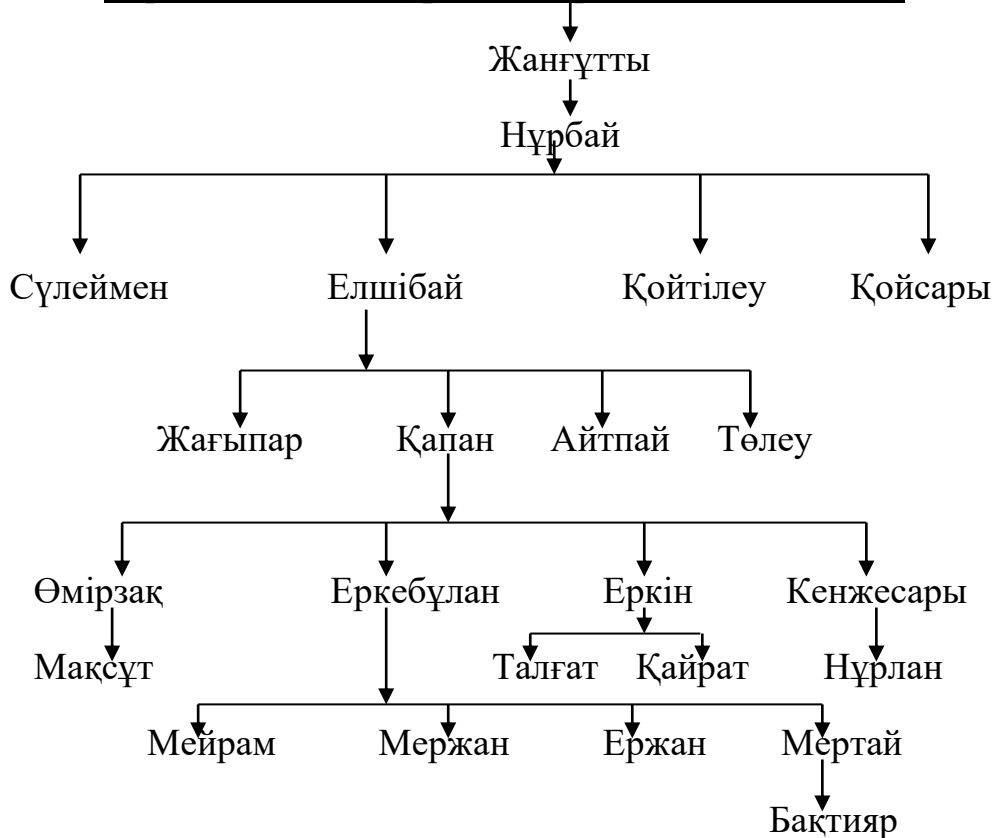 Жанғұтты
Нұрбай
Сүлеймен Елшібай Қойтілеу Қойсары
Жағыпар Қапан Айтпай Төлеу
Өмірзақ Еркебұлан Еркін Кенжесары
Мақсұт Талғат Қайрат Нұрлан
Мейрам Мержан Ержан Мертай
Бақтияр